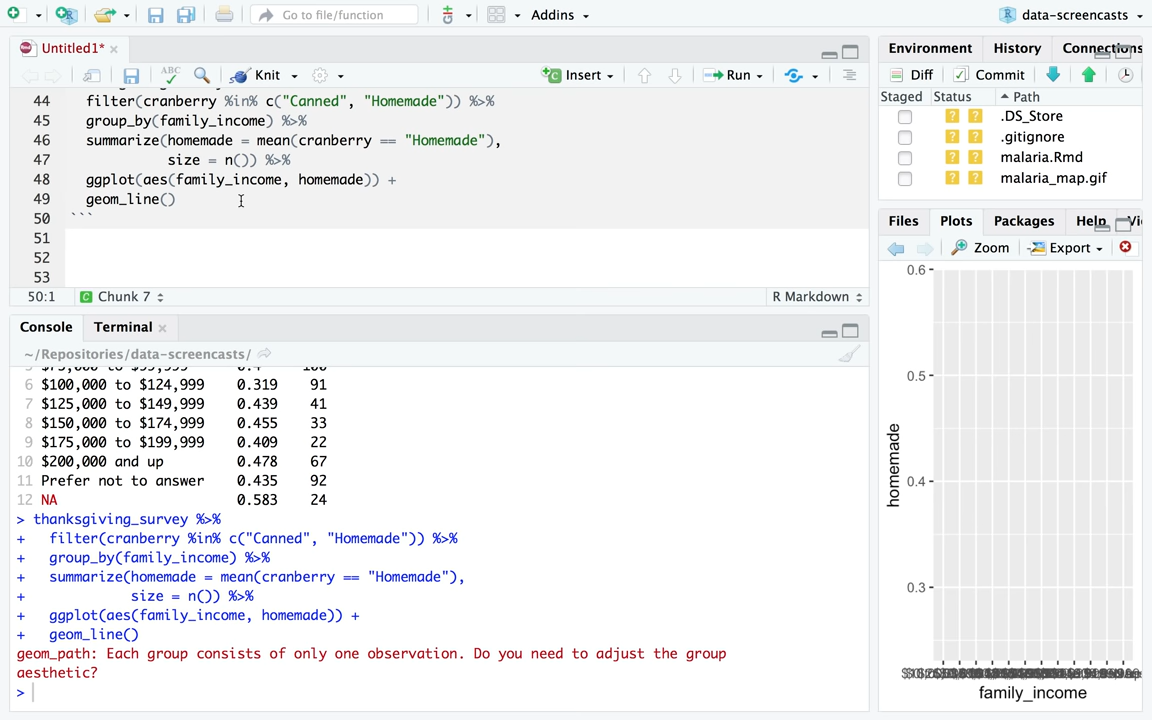 Go to file/function
Addins
data-screencasts
Untitled1*
Environment
History
Connections
ABC
Knit
Insert
Run
Diff
Commit
Staged
Status
Path
44 filter(cranberry %in% c("Canned", "Homemade")) %>%
45 group_by(family_income) %>%
46 summarize(homemade = mean(cranberry == "Homemade"),
47 size = n()) %>%
48 ggplot(aes(family_income, homemade)) +
49 geom_line()
50 ```
51
52
53
.DS_Store
.gitignore
malaria.Rmd
malaria_map.gif
50:1
Chunk 7
R Markdown
Files
Plots
Packages
Help
Zoom
Export
Console
Terminal
~/Repositories/data-screencasts/
6 $100,000 to $124,999 0.319 91
7 $125,000 to $149,999 0.439 41
8 $150,000 to $174,999 0.455 33
9 $175,000 to $199,999 0.409 22
10 $200,000 and up 0.478 67
11 Prefer not to answer 0.435 92
12 NA 0.583 24
> thanksgiving_survey %>%
+ filter(cranberry %in% c("Canned", "Homemade")) %>%
+ group_by(family_income) %>%
+ summarize(homemade = mean(cranberry == "Homemade"),
+ size = n()) %>%
+ ggplot(aes(family_income, homemade)) +
+ geom_line()
geom_path: Each group consists of only one observation. Do you need to adjust the group
aesthetic?
>
0.6
0.5
0.4
0.3
homemade
family_income